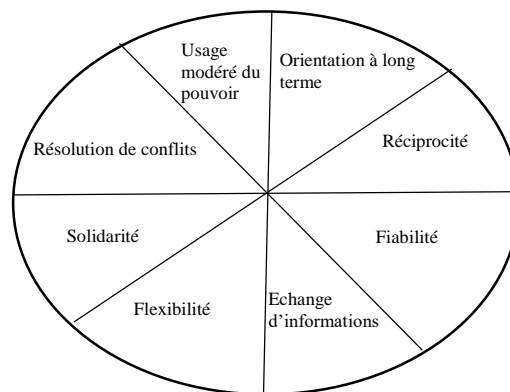 Usage
modéré du
pouvoir
Orientation à long
terme
Réciprocité
Fiabilité
Echange
d’informations
Flexibilité
Solidarité
Résolution de conflits